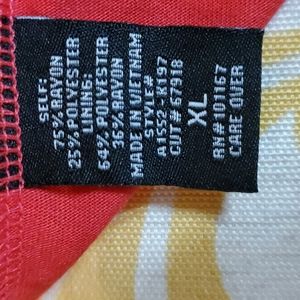 SELF:
75% RAYON
25% POLYESTER
LINING:
64% POLYESTER
36% RAYON
MADE IN VIETNAM
STYLE#
A1552-K197
CUT# 67918
XL
RN# 101167
CARE OVER